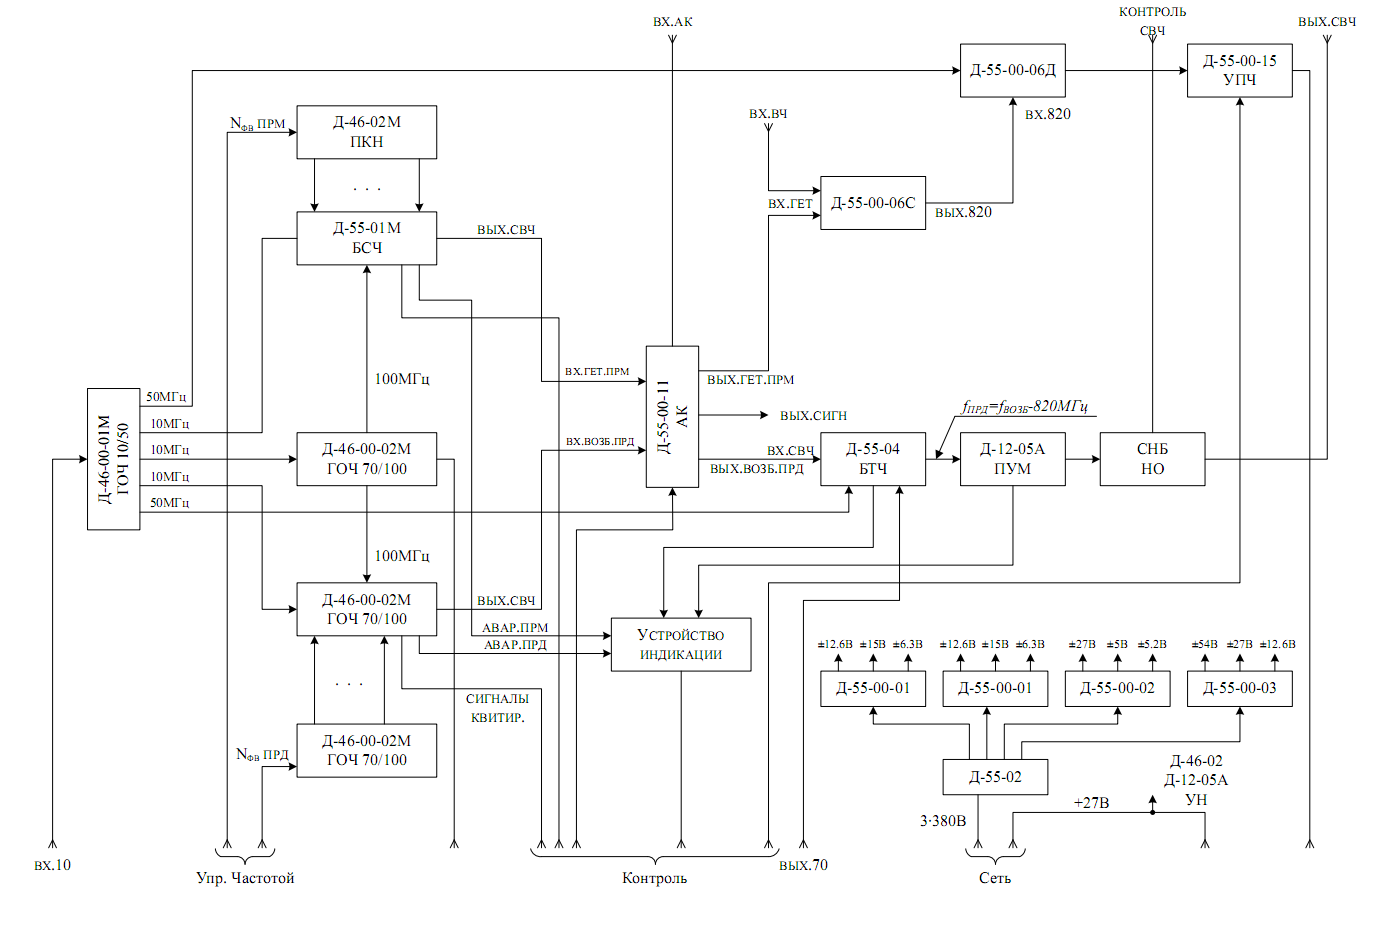 ВХ.АК
КОНТРОЛЬ
СВЧ
ВЫХ.СВЧ
Д-55-00-06Д
Д-55-00-15
УПЧ
ВХ.820
ВХ.ВЧ
NФВ ПРМ
Д-46-02М
ПКН
. . .
Д-55-01М
БСЧ
ВЫХ.СВЧ
ВХ.ГЕТ
Д-55-00-06С
ВЫХ.820
100МГц
ВХ.ГЕТ.ПРМ
Д-55-00-11
АК
ВЫХ.ГЕТ.ПРМ
ВЫХ.СИГН
fПРД=fВОЗБ-820МГц
50МГц
10МГц
10МГц
10МГц
50МГц
Д-46-00-01М
ГОЧ 10/50
Д-46-00-02М
ГОЧ 70/100
ВХ.ВОЗБ.ПРД
ВХ.СВЧ
ВЫХ.ВОЗБ.ПРД
Д-55-04
БТЧ
Д-12-05А
ПУМ
СНБ
НО
100МГц
Д-46-00-02М
ГОЧ 70/100
ВЫХ.СВЧ
АВАР.ПРМ
АВАР.ПРД
УСТРОЙСТВО
ИНДИКАЦИИ
. . .
СИГНАЛЫ
КВИТИР.
±12.6В ±15В ±6.3В
±12.6В ±15В ±6.3В
±27В ±5В ±5.2В
±54В ±27В ±12.6В
Д-55-00-01
Д-55-00-01
Д-55-00-02
Д-55-00-03
NФВ ПРД
Д-46-00-02М
ГОЧ 70/100
Д-55-02
Д-46-02
Д-12-05А
УН
3·380В
+27В
ВХ.10
Упр. Частотой
Контроль
ВЫХ.70
Сеть